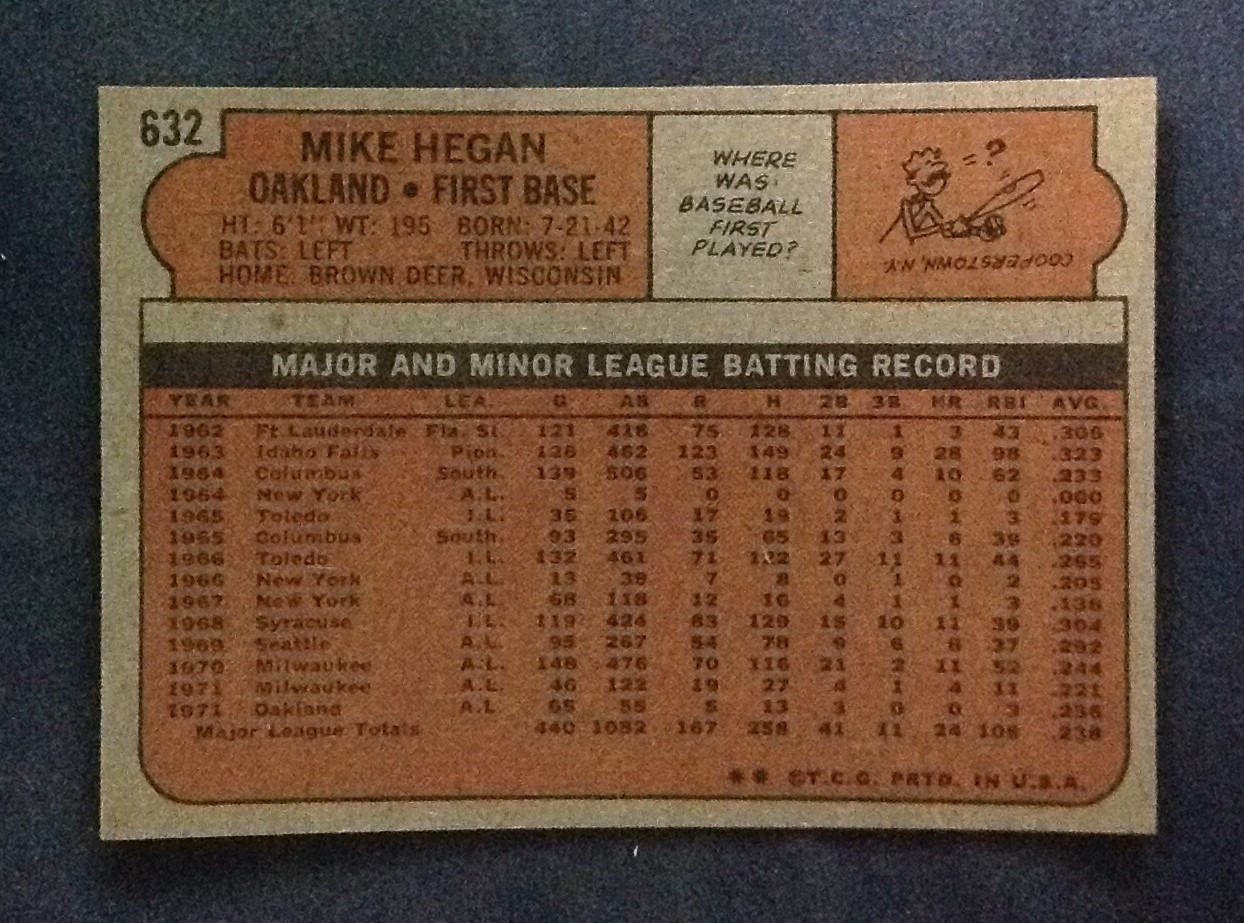 632
MIKE HEGAN
OAKLAND • FIRST BASE
HT: 6'1" WT: 195 BORN: 7-21-42
BATS: LEFT THROWS: LEFT
HOME: BROWN DEER, WISCONSIN
WHERE
WAS
BASEBALL
FIRST
PLAYED?
= ?
COOPERSTOWN, N.Y.
MAJOR AND MINOR LEAGUE BATTING RECORD
YEAR TEAM LEA. G AB R H 2B 3B HR RBI AVG.
1962 Ft. Lauderdale Fla. St. 121 418 75 128 11 1 3 43 .306
1963 Idaho Falls Pion. 126 462 123 149 24 9 28 98 .323
1964 Columbus South. 139 506 53 118 17 4 10 62 .233
1964 New York A.L. 5 5 0 0 0 0 0 0 .000
1965 Toledo I.L. 35 106 17 19 2 1 1 3 .179
1965 Columbus South. 93 295 35 65 13 3 8 39 .220
1966 Toledo I.L. 132 461 71 122 27 11 11 44 .265
1966 New York A.L. 13 39 7 8 0 1 0 2 .205
1967 New York A.L. 68 118 12 16 4 1 1 3 .136
1968 Syracuse I.L. 119 424 83 129 15 10 11 39 .304
1969 Seattle A.L. 95 267 54 78 9 6 8 37 .292
1970 Milwaukee A.L. 148 476 70 116 21 2 11 52 .244
1971 Milwaukee A.L. 46 122 19 27 4 1 4 11 .221
1971 Oakland A.L 65 55 5 13 3 0 0 3 .236
Major League Totals 440 1082 167 258 41 11 24 108 .238
** ©T.C.G. PRTD. IN U.S.A.